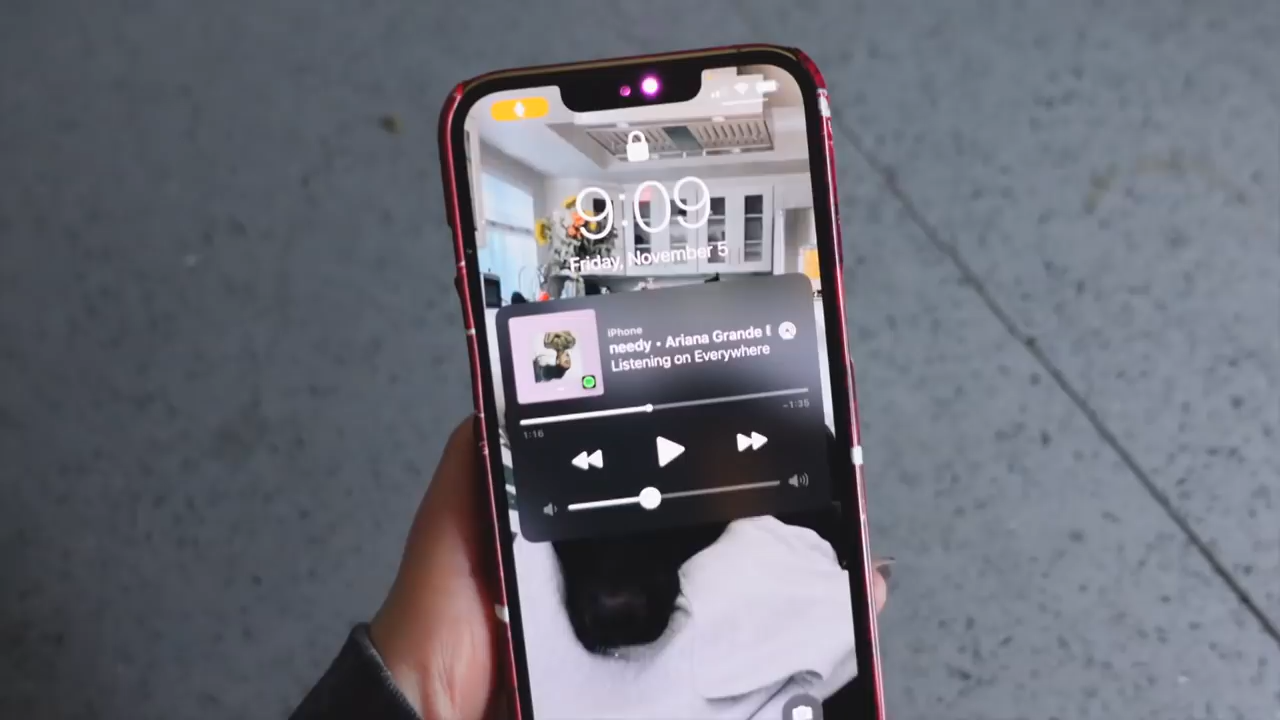 9:09
Friday, November 5
iPhone
needy • Ariana Grande
Listening on Everywhere
1:16
-1:35